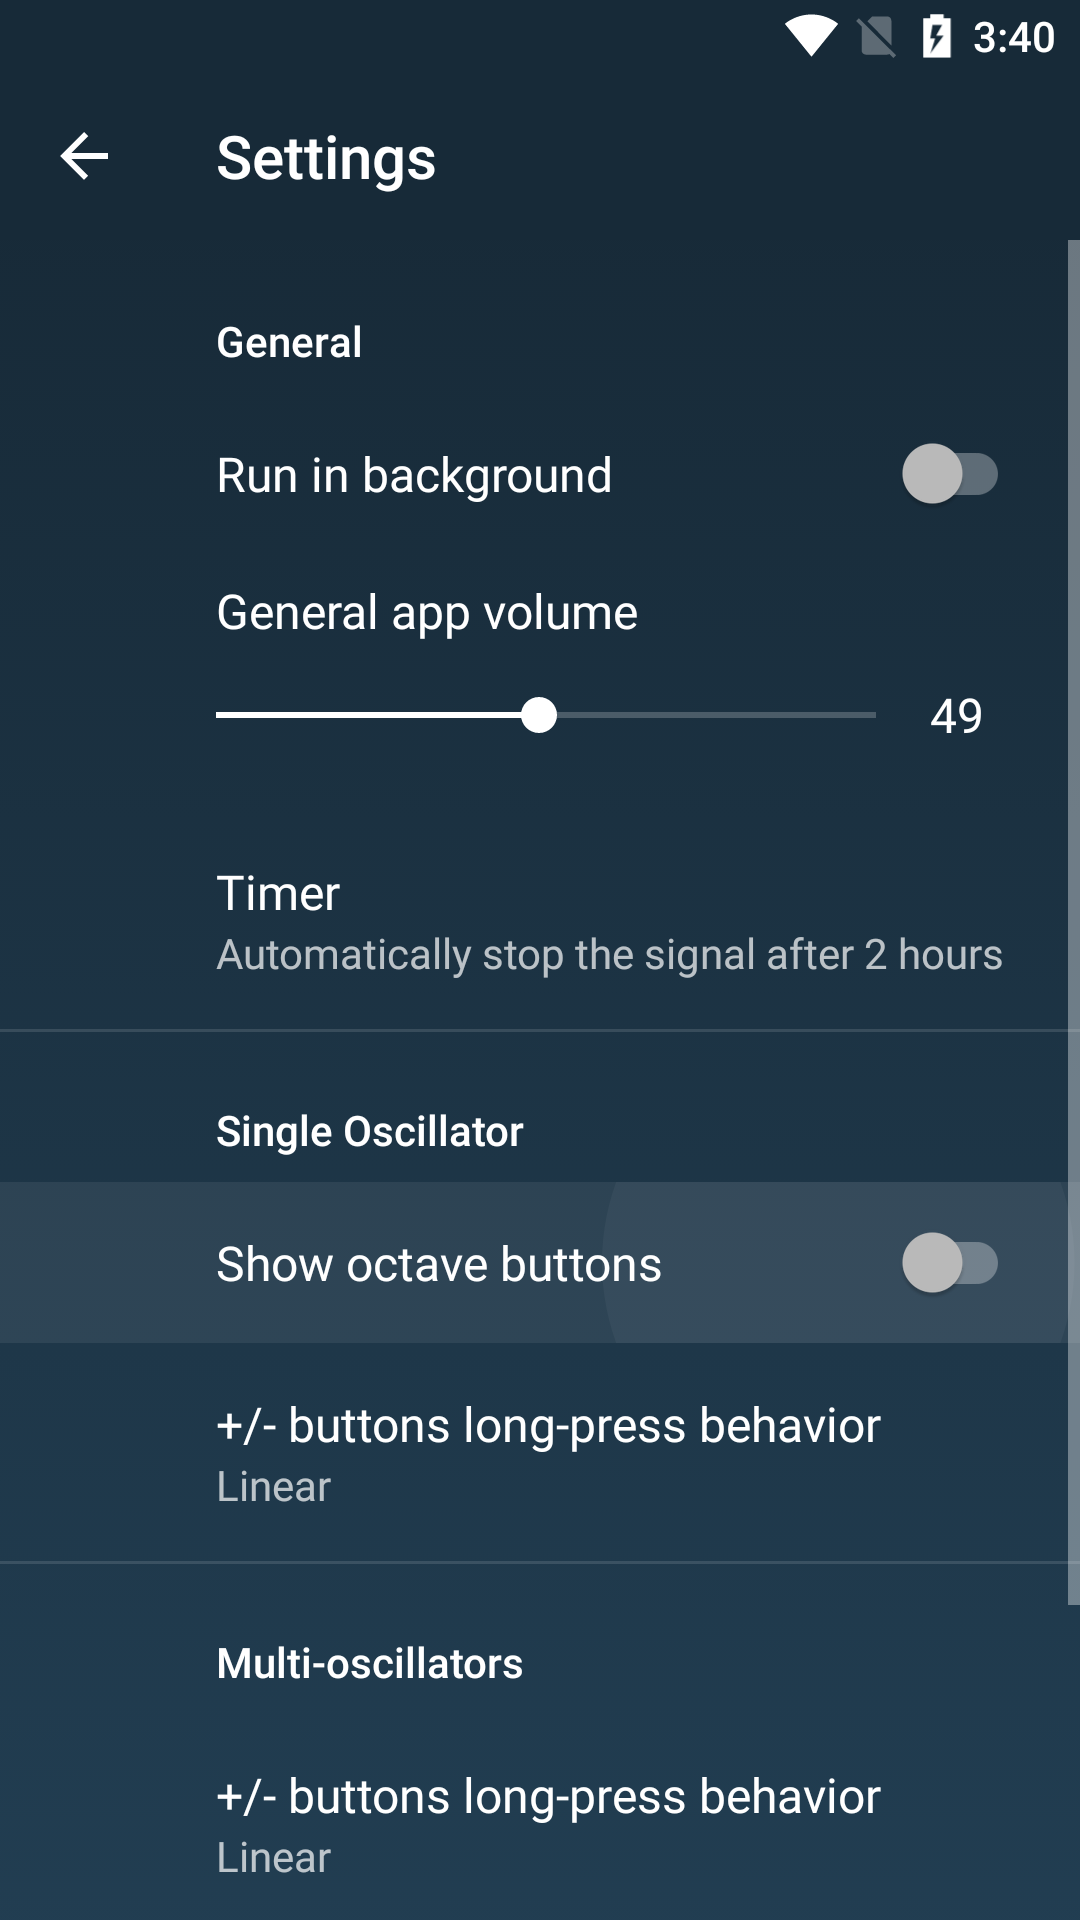 3:40
Settings
General
Run in background
General app volume
49
Timer
Automatically stop the signal after 2 hours
Single Oscillator
Show octave buttons
+/- buttons long-press behavior
Linear
Multi-oscillators
+/- buttons long-press behavior
Linear